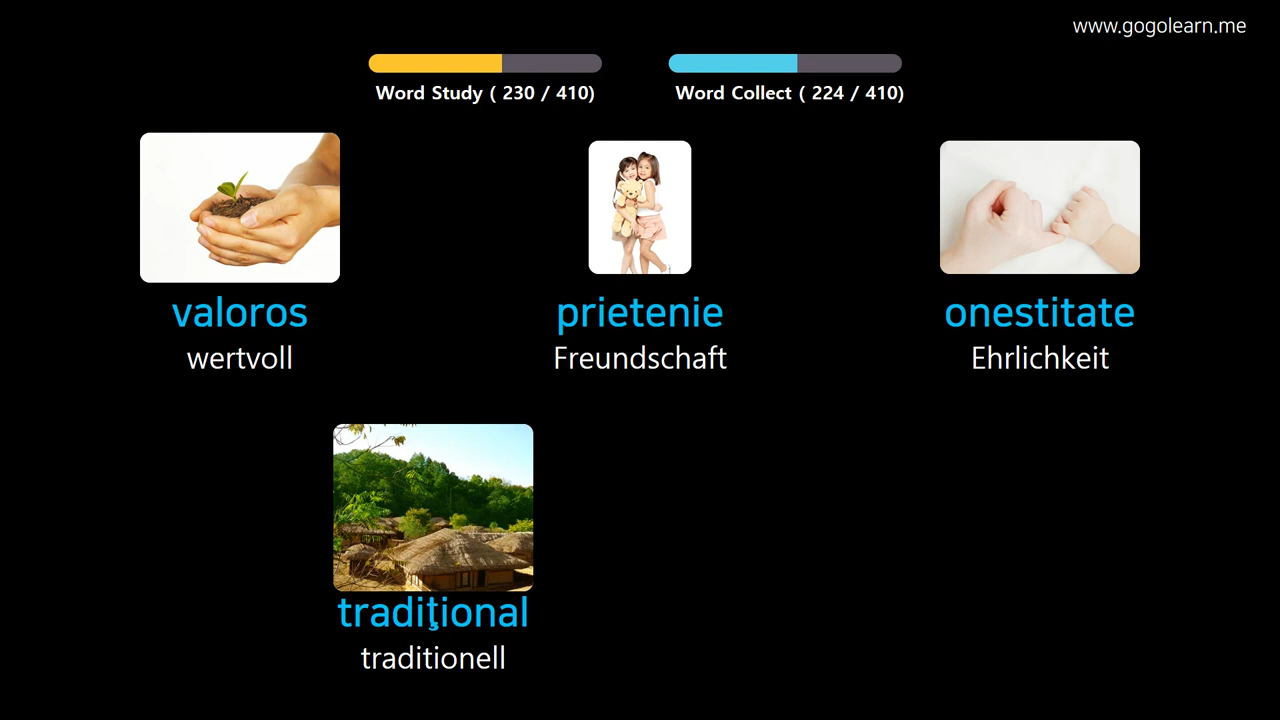 www.gogolearn.me
Word Study ( 230 / 410)
Word Collect ( 224 / 410)
valoros
wertvoll
prietenie
Freundschaft
onestitate
Ehrlichkeit
tradiţional
traditionell